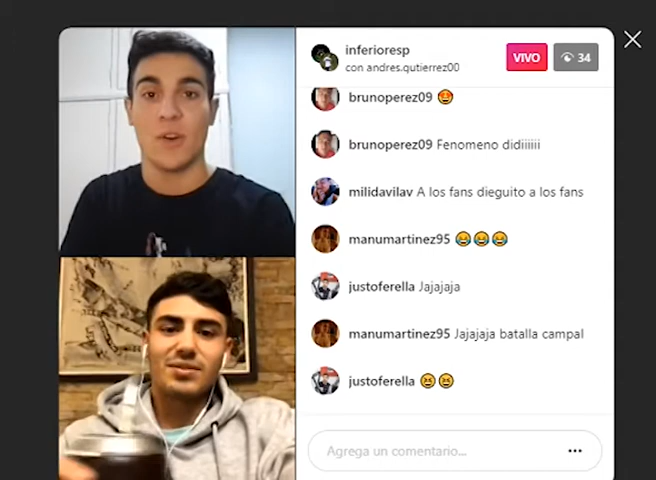 inferioresp
con andres.gutierrez00
VIVO
34
brunoperez09 🤩
brunoperez09 Fenomeno didiiiiii
milidavilav A los fans dieguito a los fans
manumartinez95 😂😂😂
justoferella Jajajaja
manumartinez95 Jajajaja batalla campal
justoferella 😆😆
Agrega un comentario...